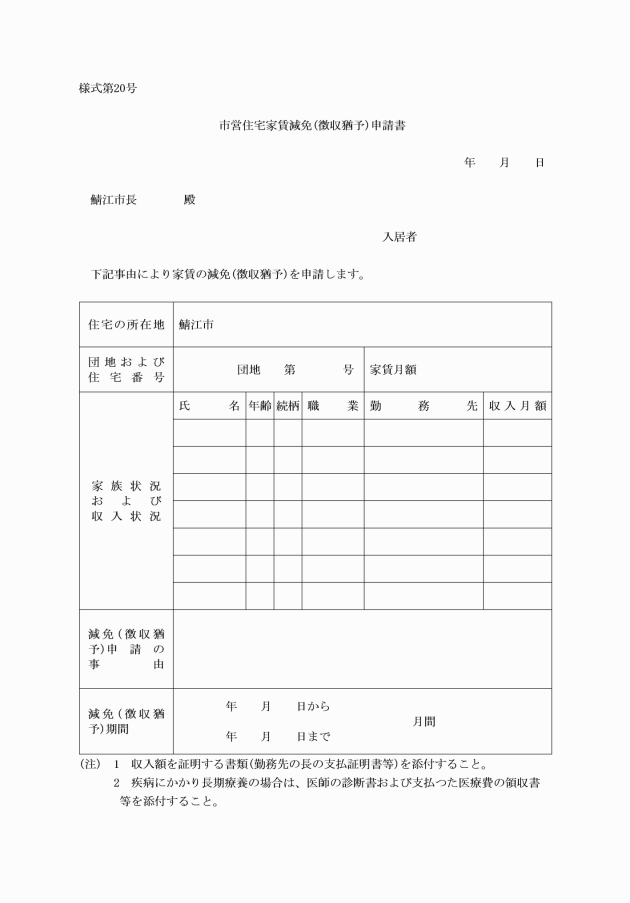 様式第20号
市営住宅家賃減免(徴収猶予)申請書
年　　月　　日
鯖江市長　　　　殿
入居者
下記事由により家賃の減免(徴収猶予)を申請します。
住宅の所在地　鯖江市
団地および
住宅番号
団地　　第　　　　号　家賃月額
氏　　　名　年齢　続柄　職　　業　勤　　務　　先　収入月額
家族状況
および
収入状況
減免(徴収猶
予)申請の
事　　　由
減免(徴収猶
予)期間
年　　月　　日から
月間
年　　月　　日まで
(注)　1　収入額を証明する書類(勤務先の長の支払証明書等)を添付すること。
2　疾病にかかり長期療養の場合は、医師の診断書および支払つた医療費の領収書
等を添付すること。